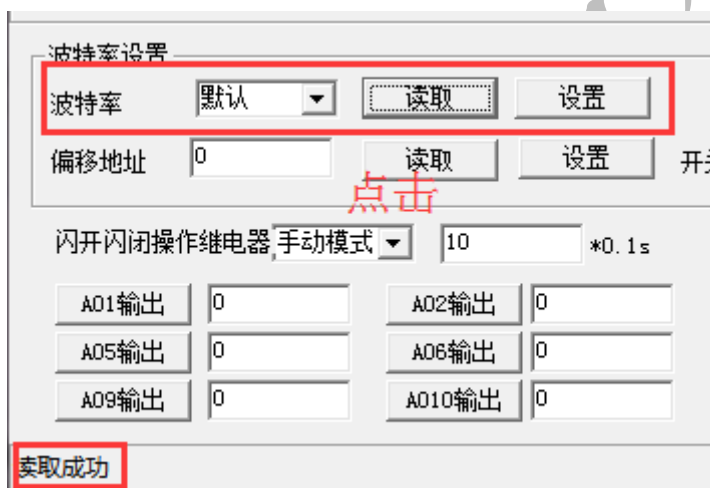 波特率设置
波特率 默认 读取 设置
偏移地址 0 读取 设置
点击
闪开闪闭操作继电器 手动模式 10 *0.1s
A01输出 0 A02输出 0
A05输出 0 A06输出 0
A09输出 0 A010输出 0
读取成功